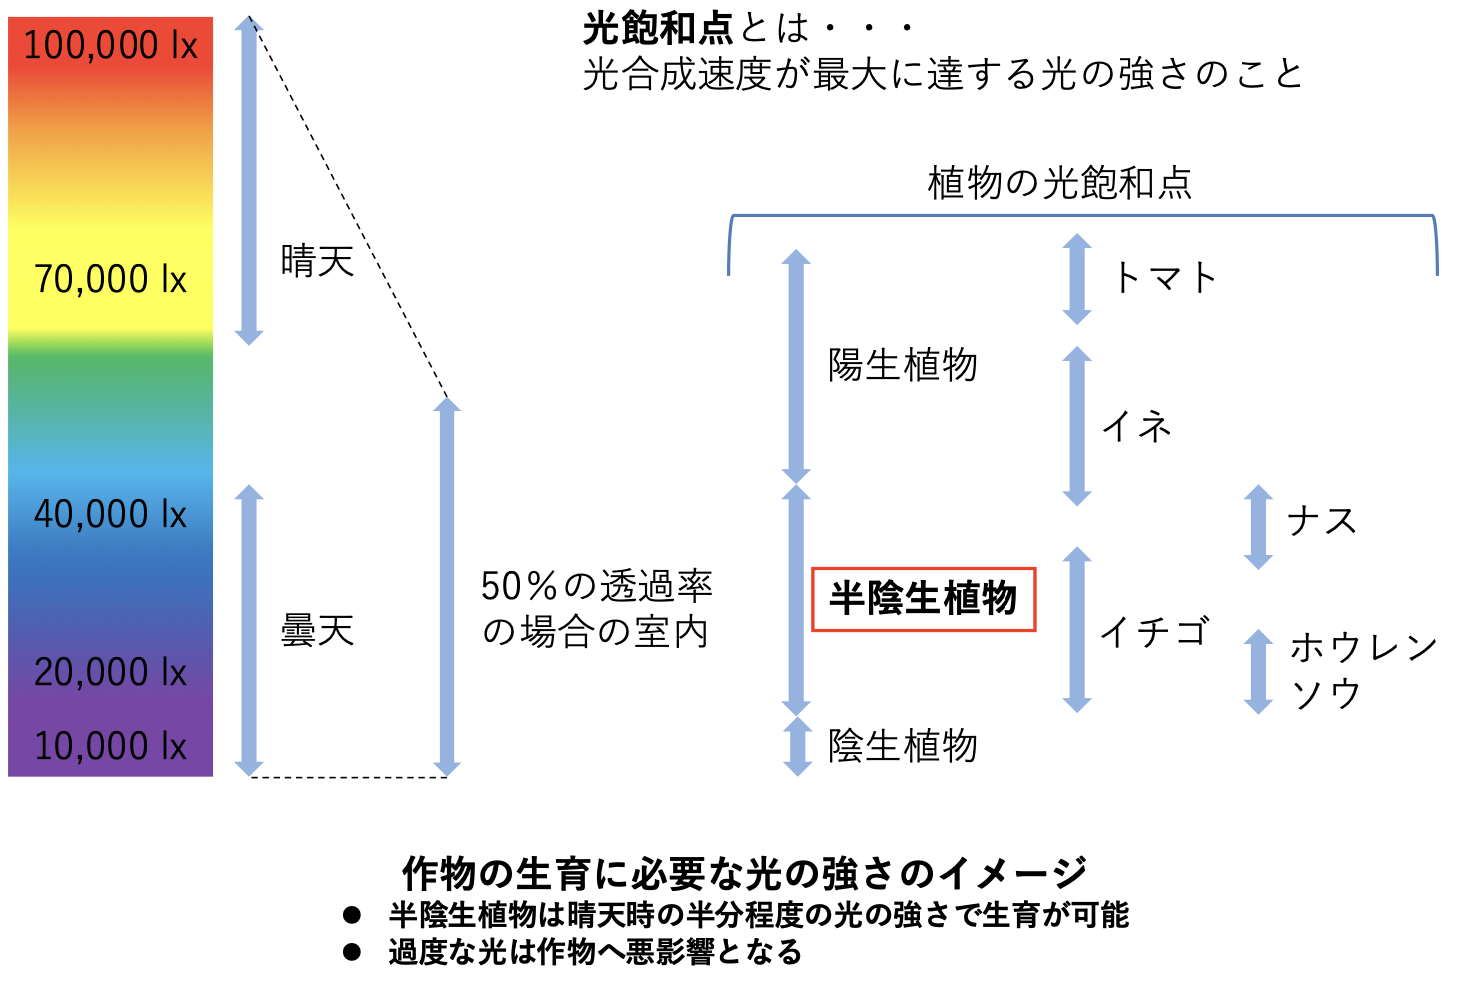 光飽和点とは・・・
光合成速度が最大に達する光の強さのこと
100,000 lx
70,000 lx
40,000 lx
20,000 lx
10,000 lx
晴天
曇天
50％の透過率
の場合の室内
植物の光飽和点
陽生植物
半陰生植物
陰生植物
トマト
イネ
イチゴ
ナス
ホウレン
ソウ
作物の生育に必要な光の強さのイメージ
● 半陰生植物は晴天時の半分程度の光の強さで生育が可能
● 過度な光は作物へ悪影響となる